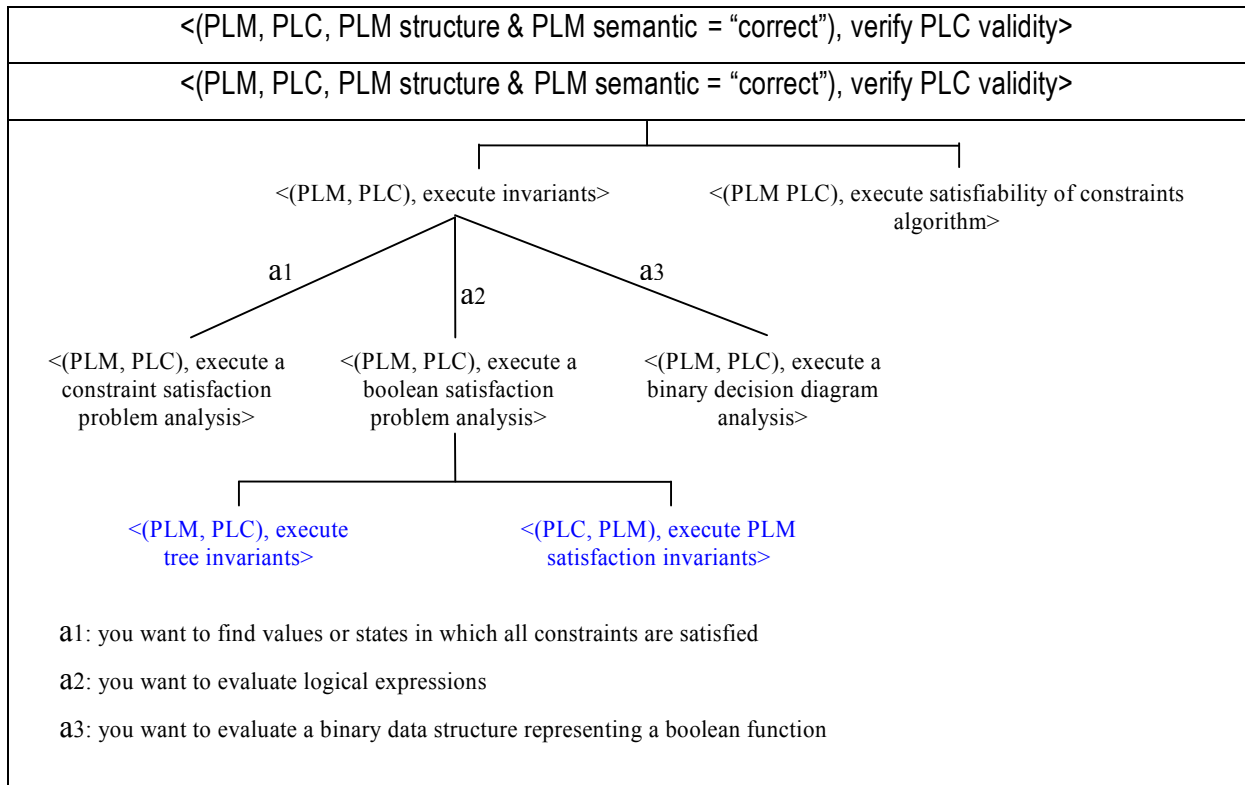 <(PLM, PLC, PLM structure & PLM semantic = “correct”), verify PLC validity>
<(PLM, PLC, PLM structure & PLM semantic = “correct”), verify PLC validity>
<(PLM, PLC), execute invariants>
<(PLM PLC), execute satisfiability of constraints
algorithm>
a1
a2
a3
<(PLM, PLC), execute a
constraint satisfaction
problem analysis>
<(PLM, PLC), execute a
boolean satisfaction
problem analysis>
<(PLM, PLC), execute a
binary decision diagram
analysis>
<(PLM, PLC), execute
tree invariants>
<(PLC, PLM), execute PLM
satisfaction invariants>
a1: you want to find values or states in which all constraints are satisfied
a2: you want to evaluate logical expressions
a3: you want to evaluate a binary data structure representing a boolean function